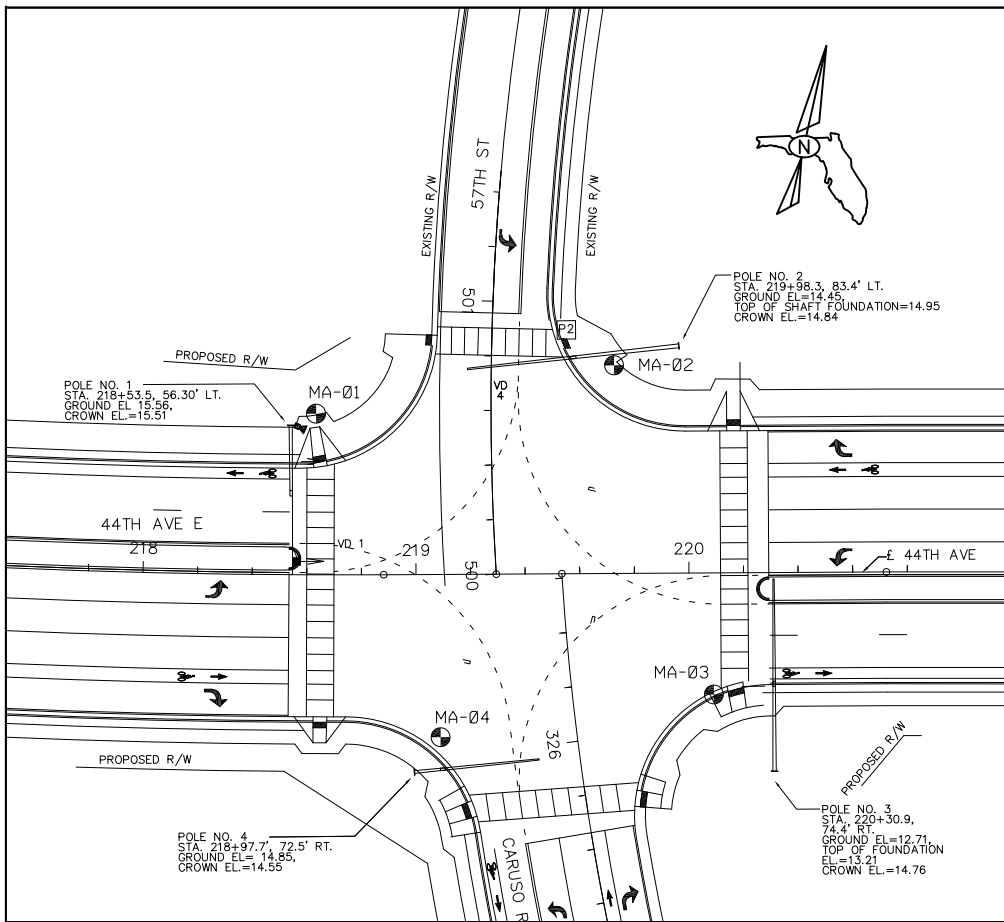 57TH ST
EXISTING R/W
EXISTING R/W
N
POLE NO. 2
STA. 219+98.3, 83.4' LT.
GROUND EL=14.45,
TOP OF SHAFT FOUNDATION=14.95
CROWN EL.=14.84
501
P2
PROPOSED R/W
MA-02
POLE NO. 1
STA. 218+53.5, 56.30' LT.
GROUND EL 15.56,
CROWN EL.=15.51
MA-01
VD
4
44TH AVE E
218
VD 1
219
500
220
℄ 44TH AVE
MA-03
MA-04
326
PROPOSED R/W
PROPOSED R/W
POLE NO. 4
STA. 218+97.7', 72.5' RT.
GROUND EL= 14.85,
CROWN EL.=14.55
CARUSO R
POLE NO. 3
STA. 220+30.9,
74.4' RT.
GROUND EL=12.71,
TOP OF FOUNDATION
EL.=13.21
CROWN EL.=14.76